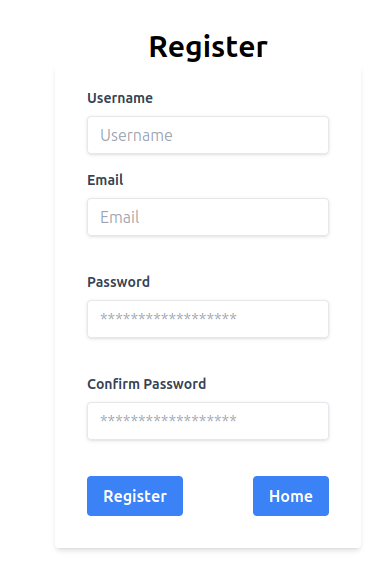 Register
Username
Username
Email
Email
Password
******************
Confirm Password
******************
Register Home